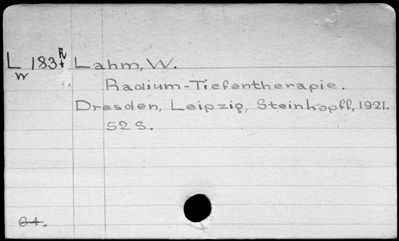 L 183 R Lahm, W.
W
Radium-Tiefentherapie.
Dresden, Leipzig, Steinkopff, 1921.
52 S.
64.